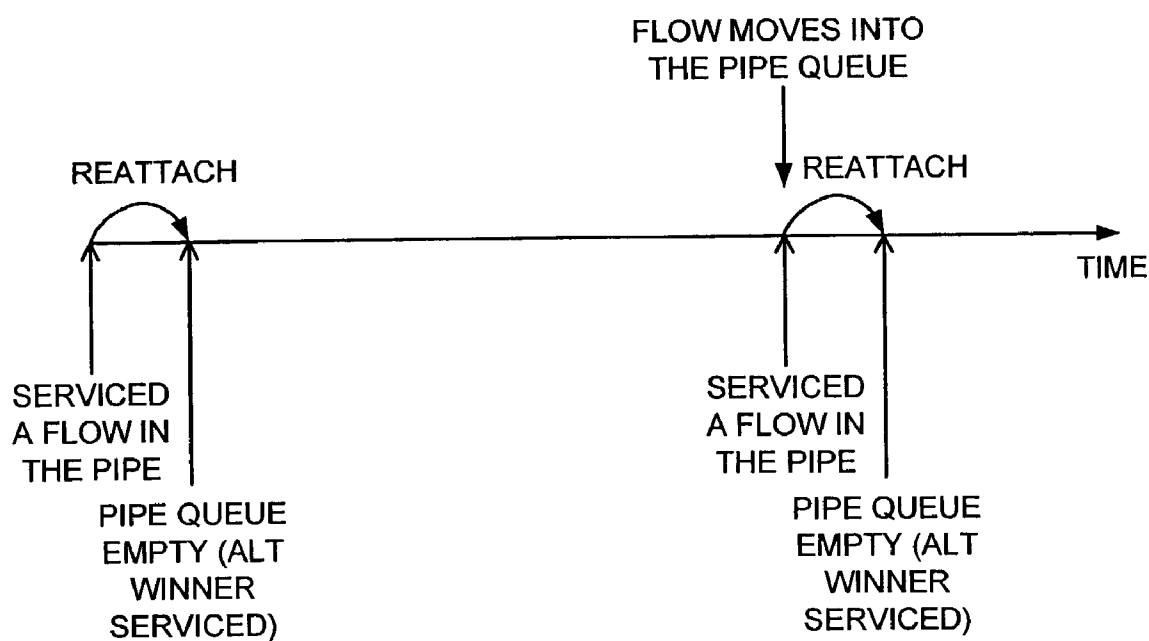 FLOW MOVES INTO
THE PIPE QUEUE
REATTACH
REATTACH
TIME
SERVICED
A FLOW IN
THE PIPE
PIPE QUEUE
EMPTY (ALT
WINNER
SERVICED)
SERVICED
A FLOW IN
THE PIPE
PIPE QUEUE
EMPTY (ALT
WINNER
SERVICED)